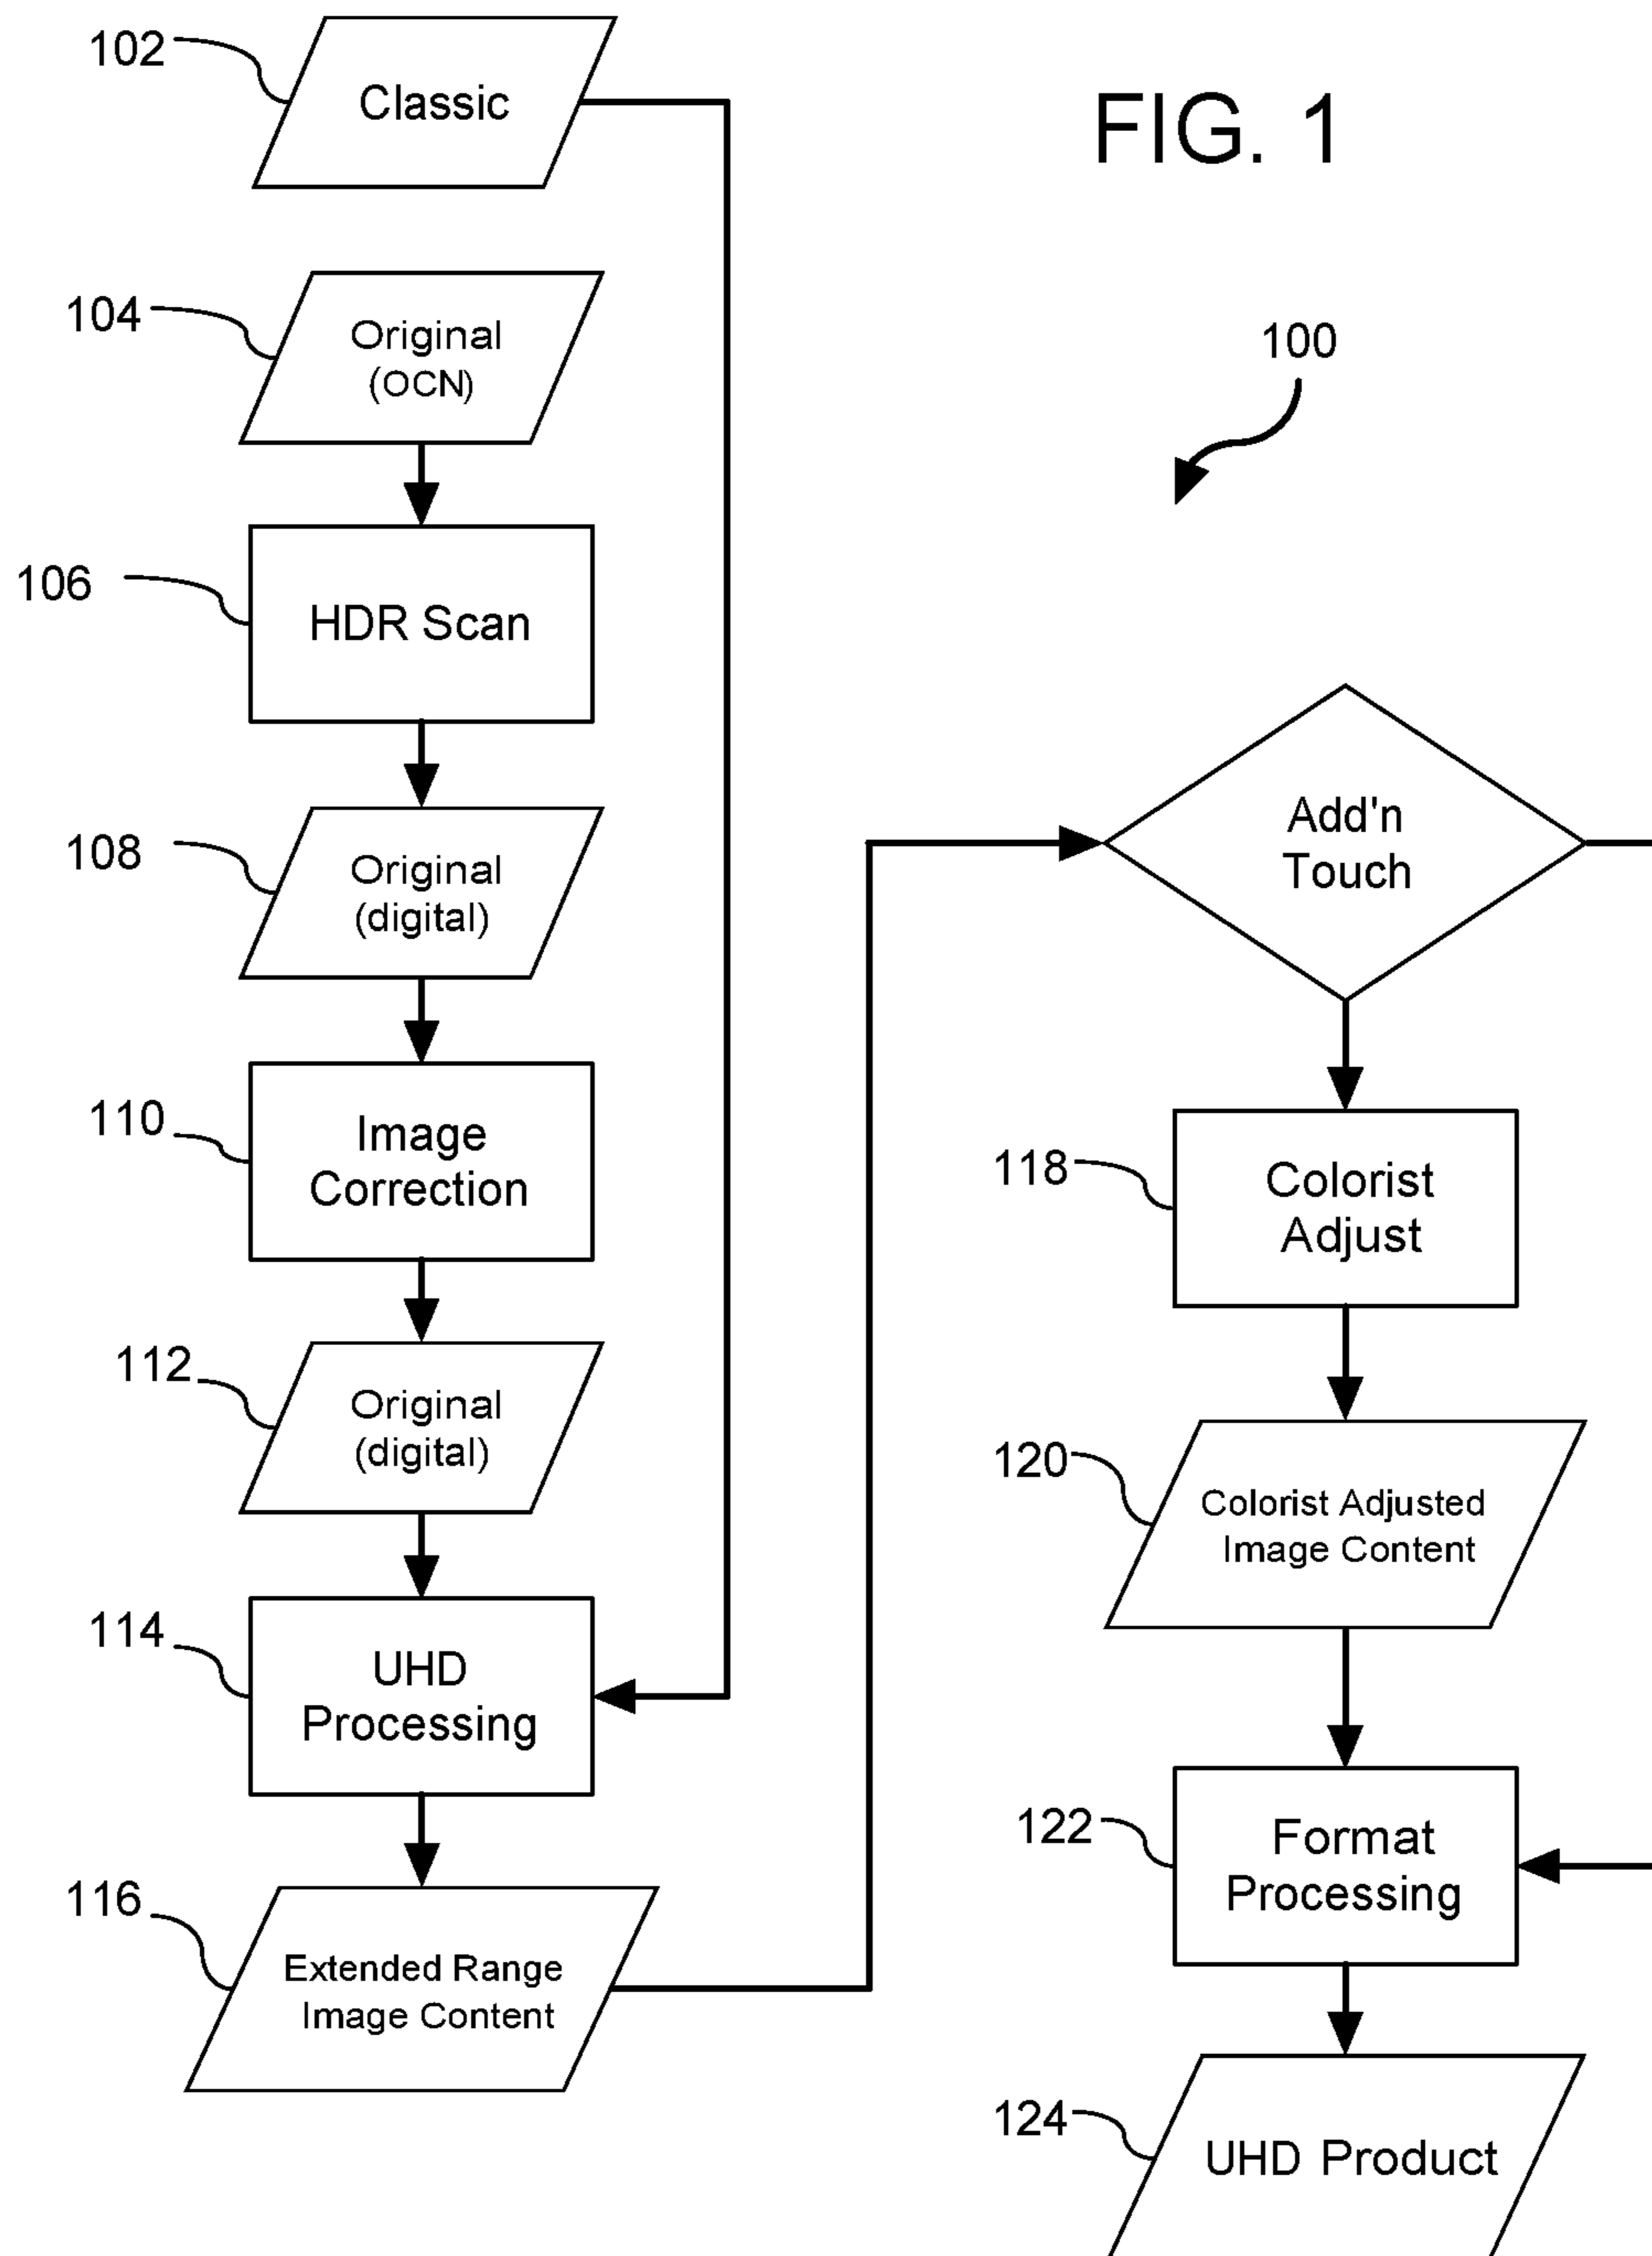 FIG. 1
100
102
Classic
104
Original
(OCN)
106
HDR Scan
108
Original
(digital)
110
Image
Correction
112
Original
(digital)
114
UHD
Processing
116
Extended Range
Image Content
Add'n
Touch
118
Colorist
Adjust
120
Colorist Adjusted
Image Content
122
Format
Processing
124
UHD Product